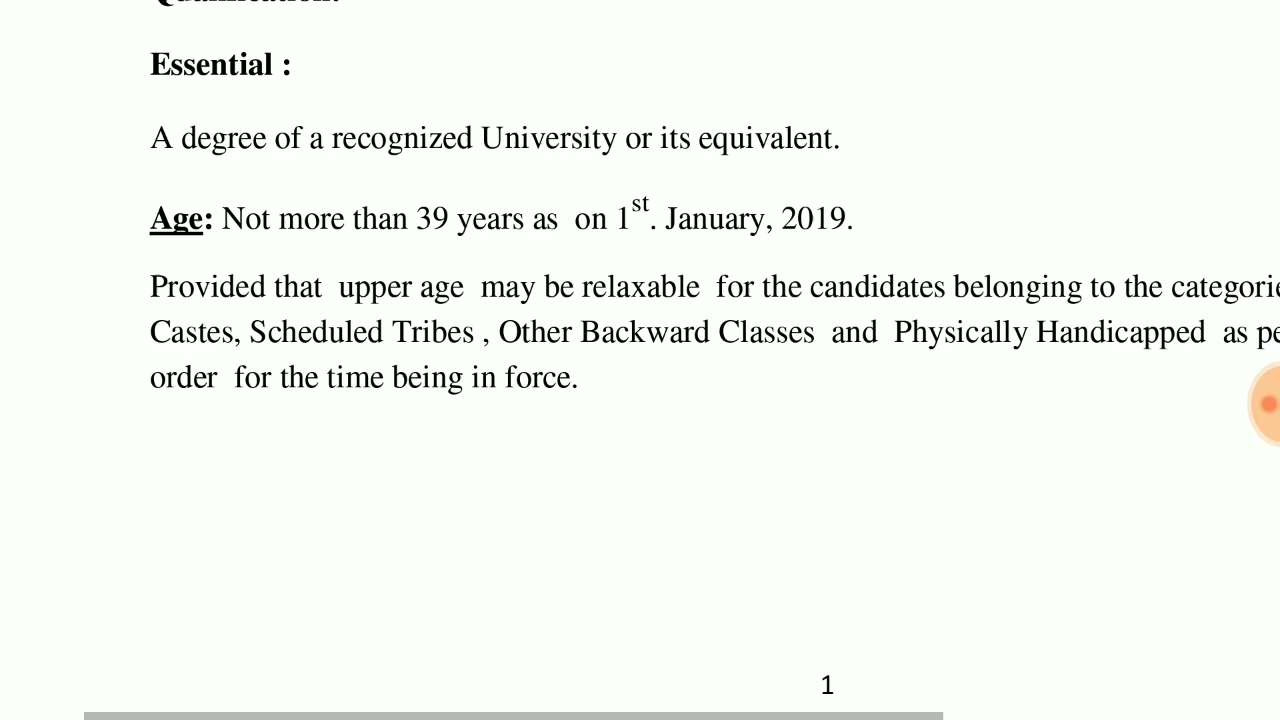 Essential :
A degree of a recognized University or its equivalent.
Age: Not more than 39 years as on 1st. January, 2019.
Provided that upper age may be relaxable for the candidates belonging to the
Castes, Scheduled Tribes , Other Backward Classes and Physically Handicapped as
order for the time being in force.
1